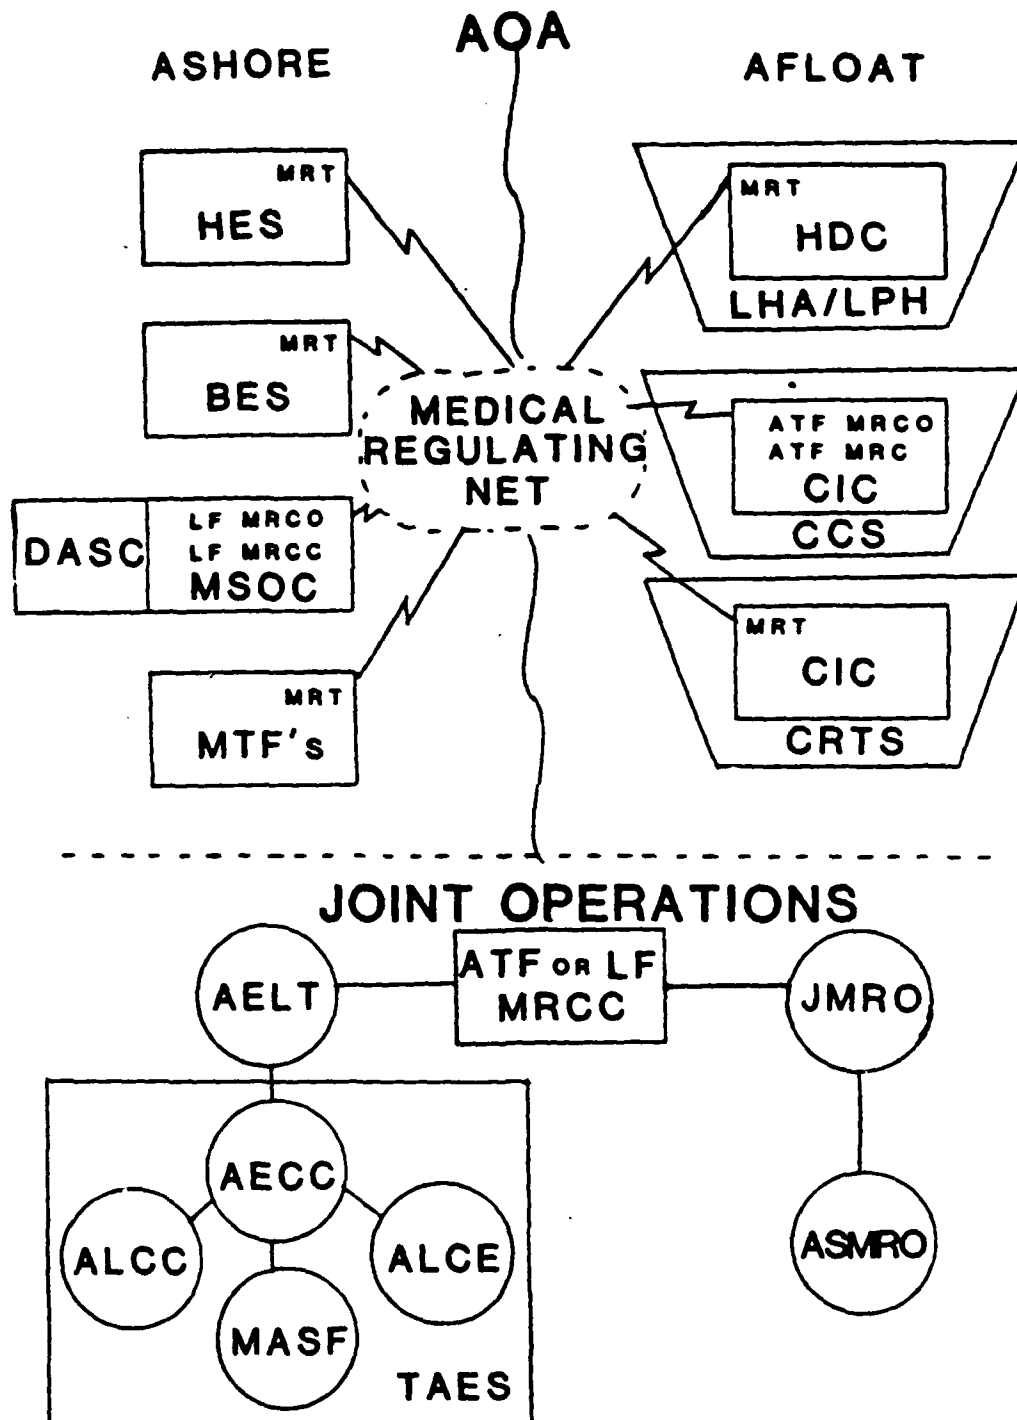 AOA
ASHORE
AFLOAT
MRT
HES
MRT
HDC
LHA/LPH
MRT
BES
MEDICAL
REGULATING
NET
ATF MRCO
ATF MRC
CIC
CCS
DASC
LF MRCO
LF MRCC
MSOC
MRT
CIC
CRTS
MRT
MTF's
JOINT OPERATIONS
AELT
ATF OR LF
MRCC
JMRO
AECC
ALCC
ALCE
MASF
TAES
ASMRO